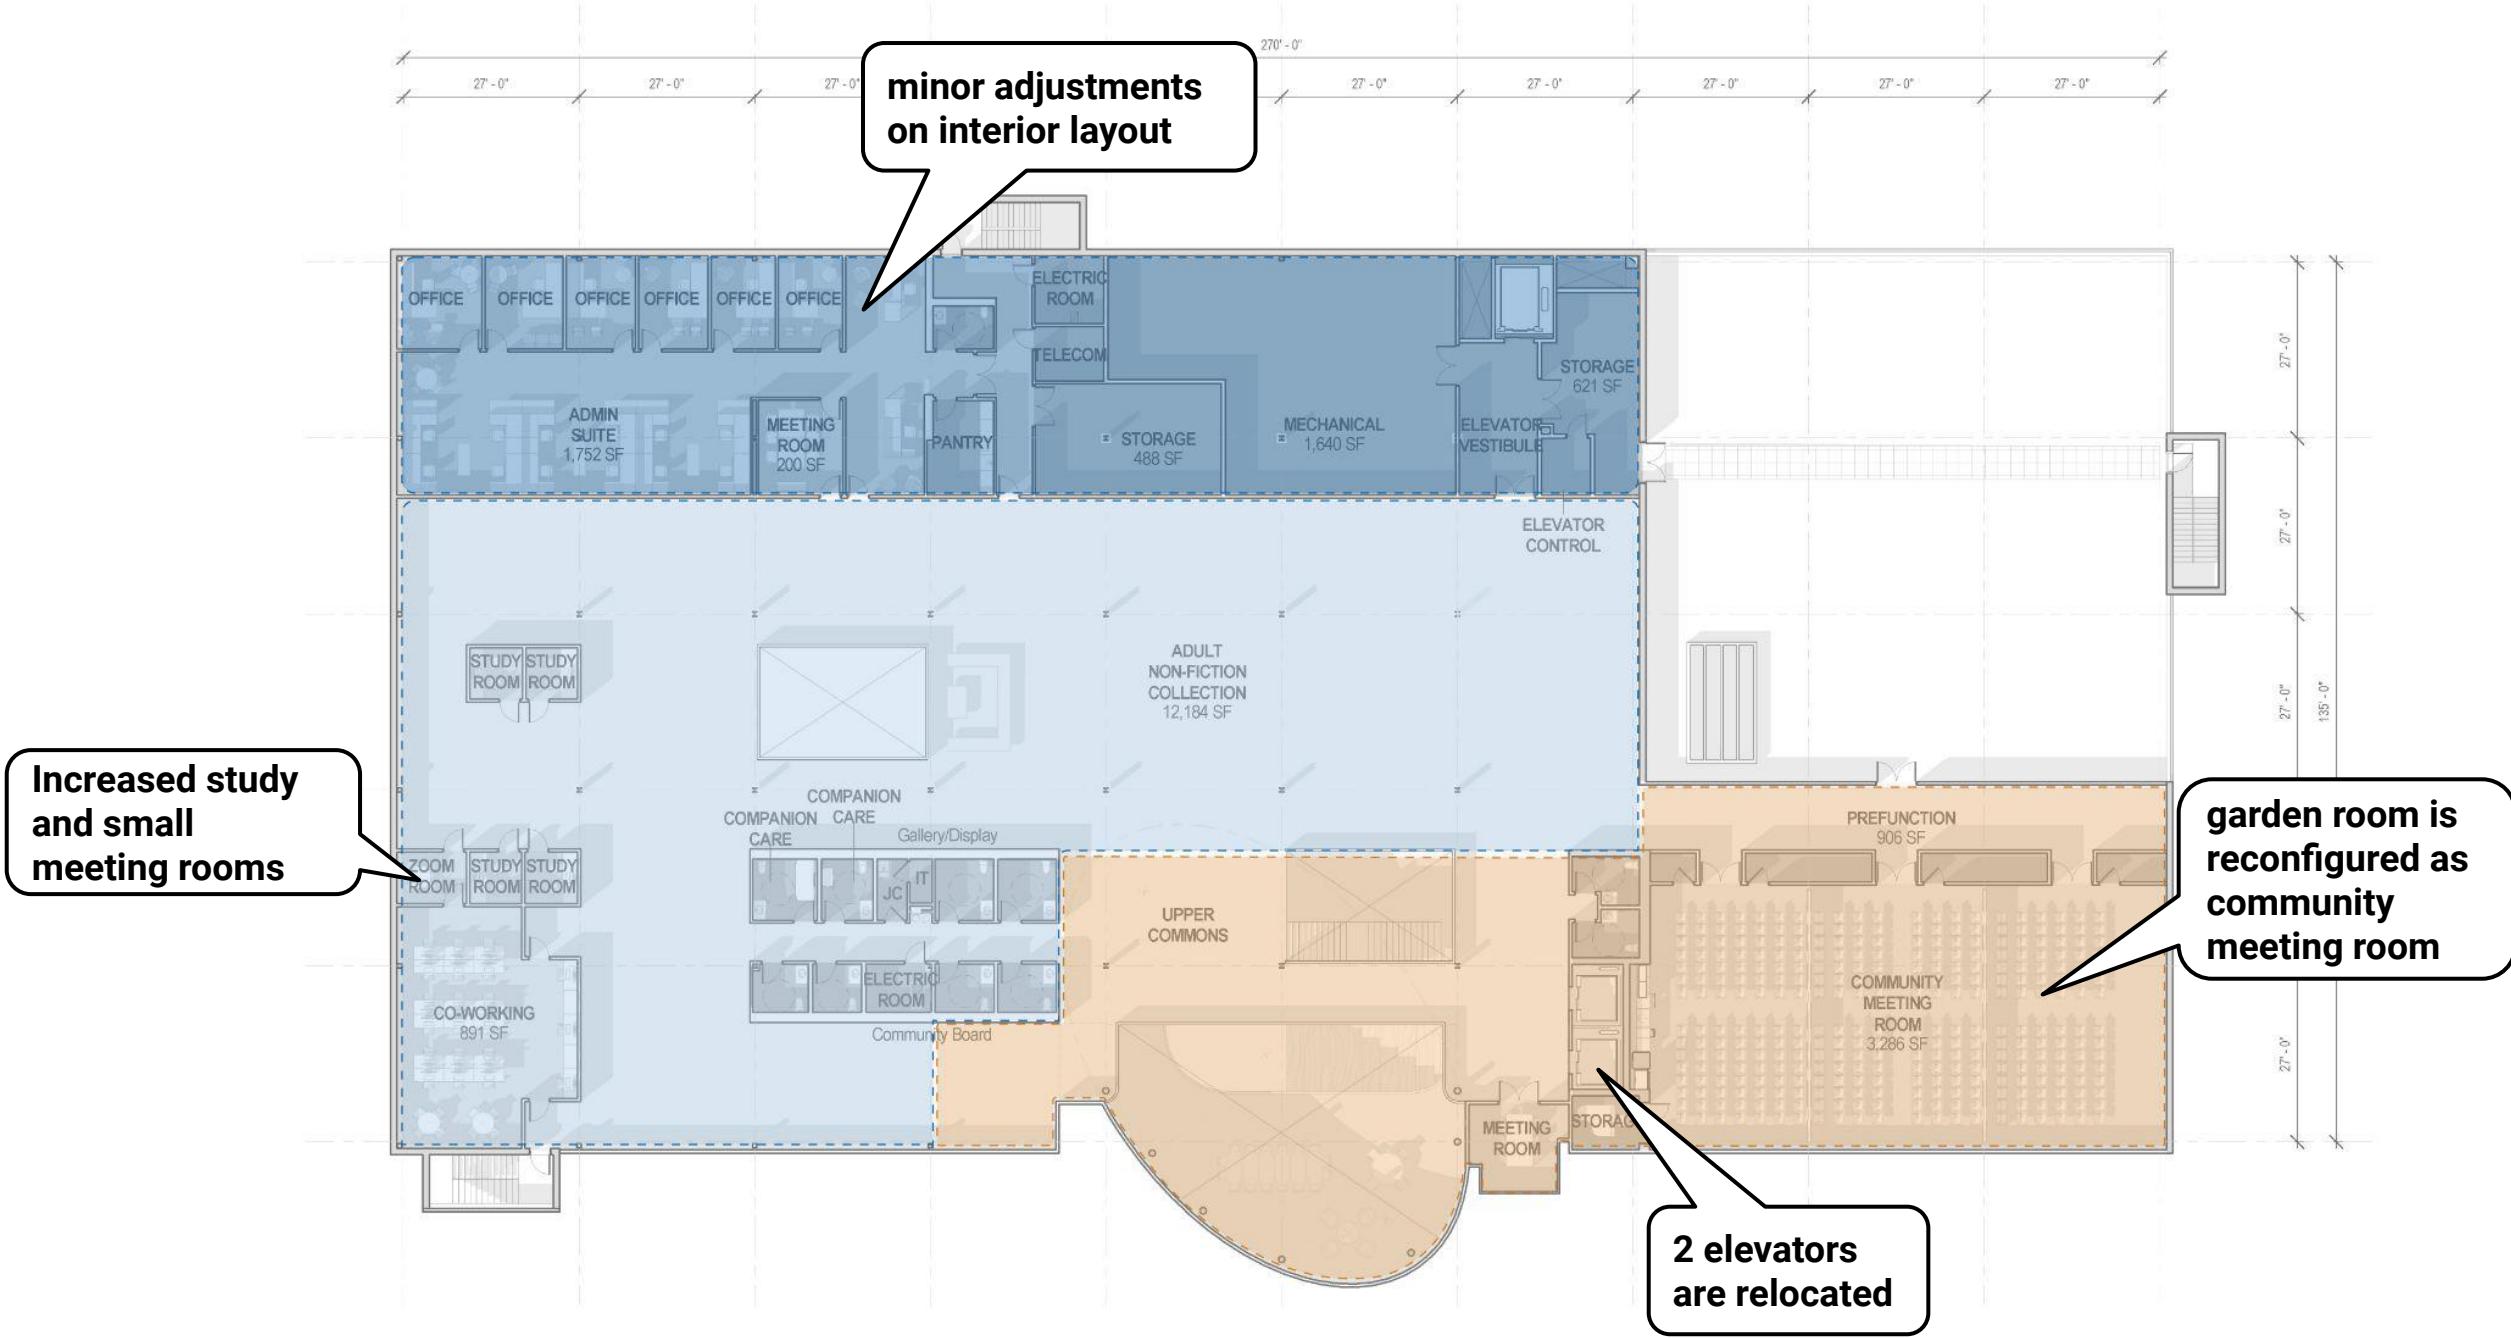 270' - 0"
27' - 0"
27' - 0"
27' - 0"
27' - 0"
27' - 0"
27' - 0"
27' - 0"
27' - 0"
minor adjustments
on interior layout
OFFICE
OFFICE
OFFICE
OFFICE
OFFICE
OFFICE
ELECTRIC
ROOM
TELECOM
ADMIN
SUITE
1,752 SF
MEETING
ROOM
200 SF
PANTRY
STORAGE
488 SF
MECHANICAL
1,640 SF
ELEVATOR
VESTIBULE
STORAGE
621 SF
ELEVATOR
CONTROL
27' - 0"
27' - 0"
27' - 0"
135' - 0"
27' - 0"
STUDY
ROOM
STUDY
ROOM
ADULT
NON-FICTION
COLLECTION
12,184 SF
Increased study
and small
meeting rooms
ZOOM
ROOM
STUDY
ROOM
STUDY
ROOM
COMPANION
CARE
COMPANION
CARE
Gallery/Display
JC
IT
ELECTRIC
ROOM
Community Board
CO-WORKING
891 SF
UPPER
COMMONS
PREFUNCTION
906 SF
garden room is
reconfigured as
community
meeting room
COMMUNITY
MEETING
ROOM
3,286 SF
MEETING
ROOM
STORAG
2 elevators
are relocated